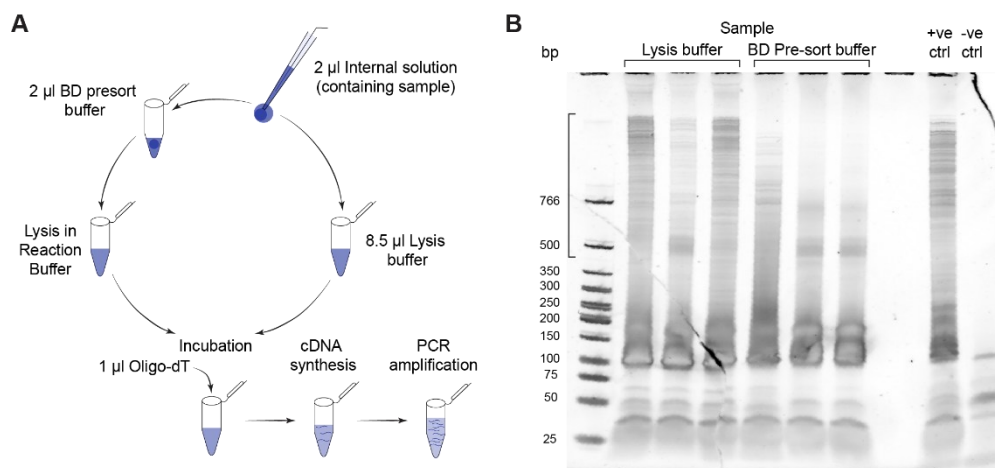 A
2 µl BD presort
buffer
2 µl Internal solution
(containing sample)
Lysis in
Reaction
Buffer
8.5 µl Lysis
buffer
Incubation
1 µl Oligo-dT
cDNA
synthesis
PCR
amplification
B
Sample
bp
Lysis buffer
BD Pre-sort buffer
+ve
ctrl
-ve
ctrl
766
500
350
300
250
200
150
100
75
50
25